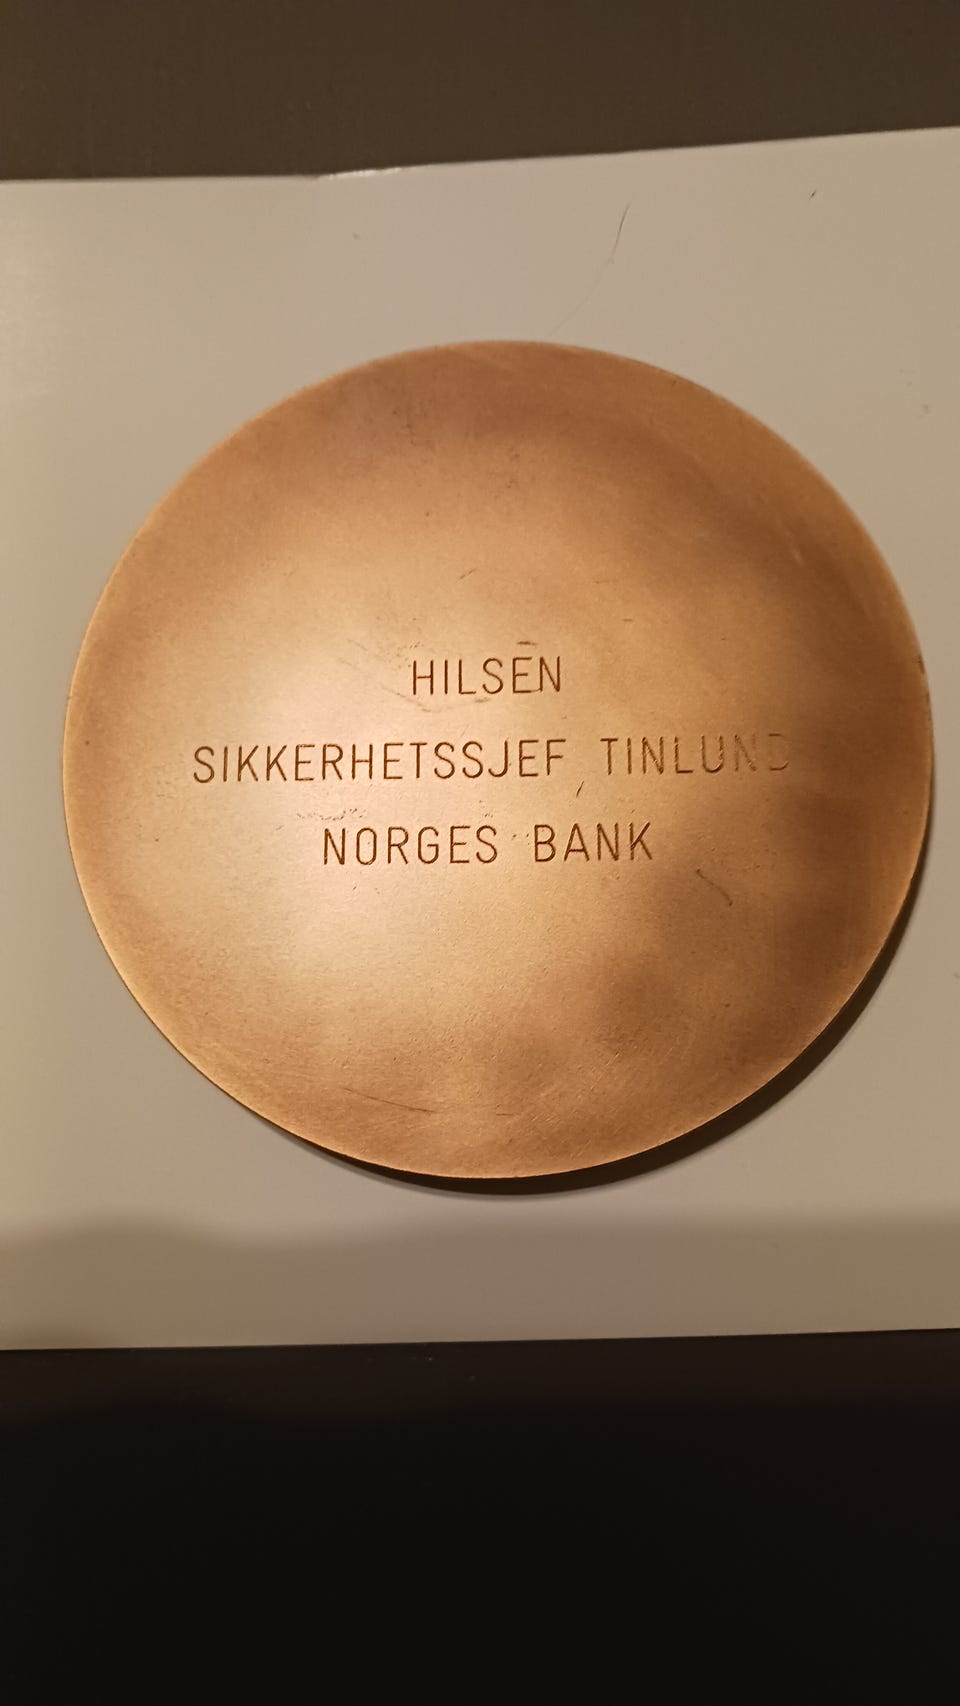 HILSEN
SIKKERHETSSJEF TINLUND
NORGES BANK